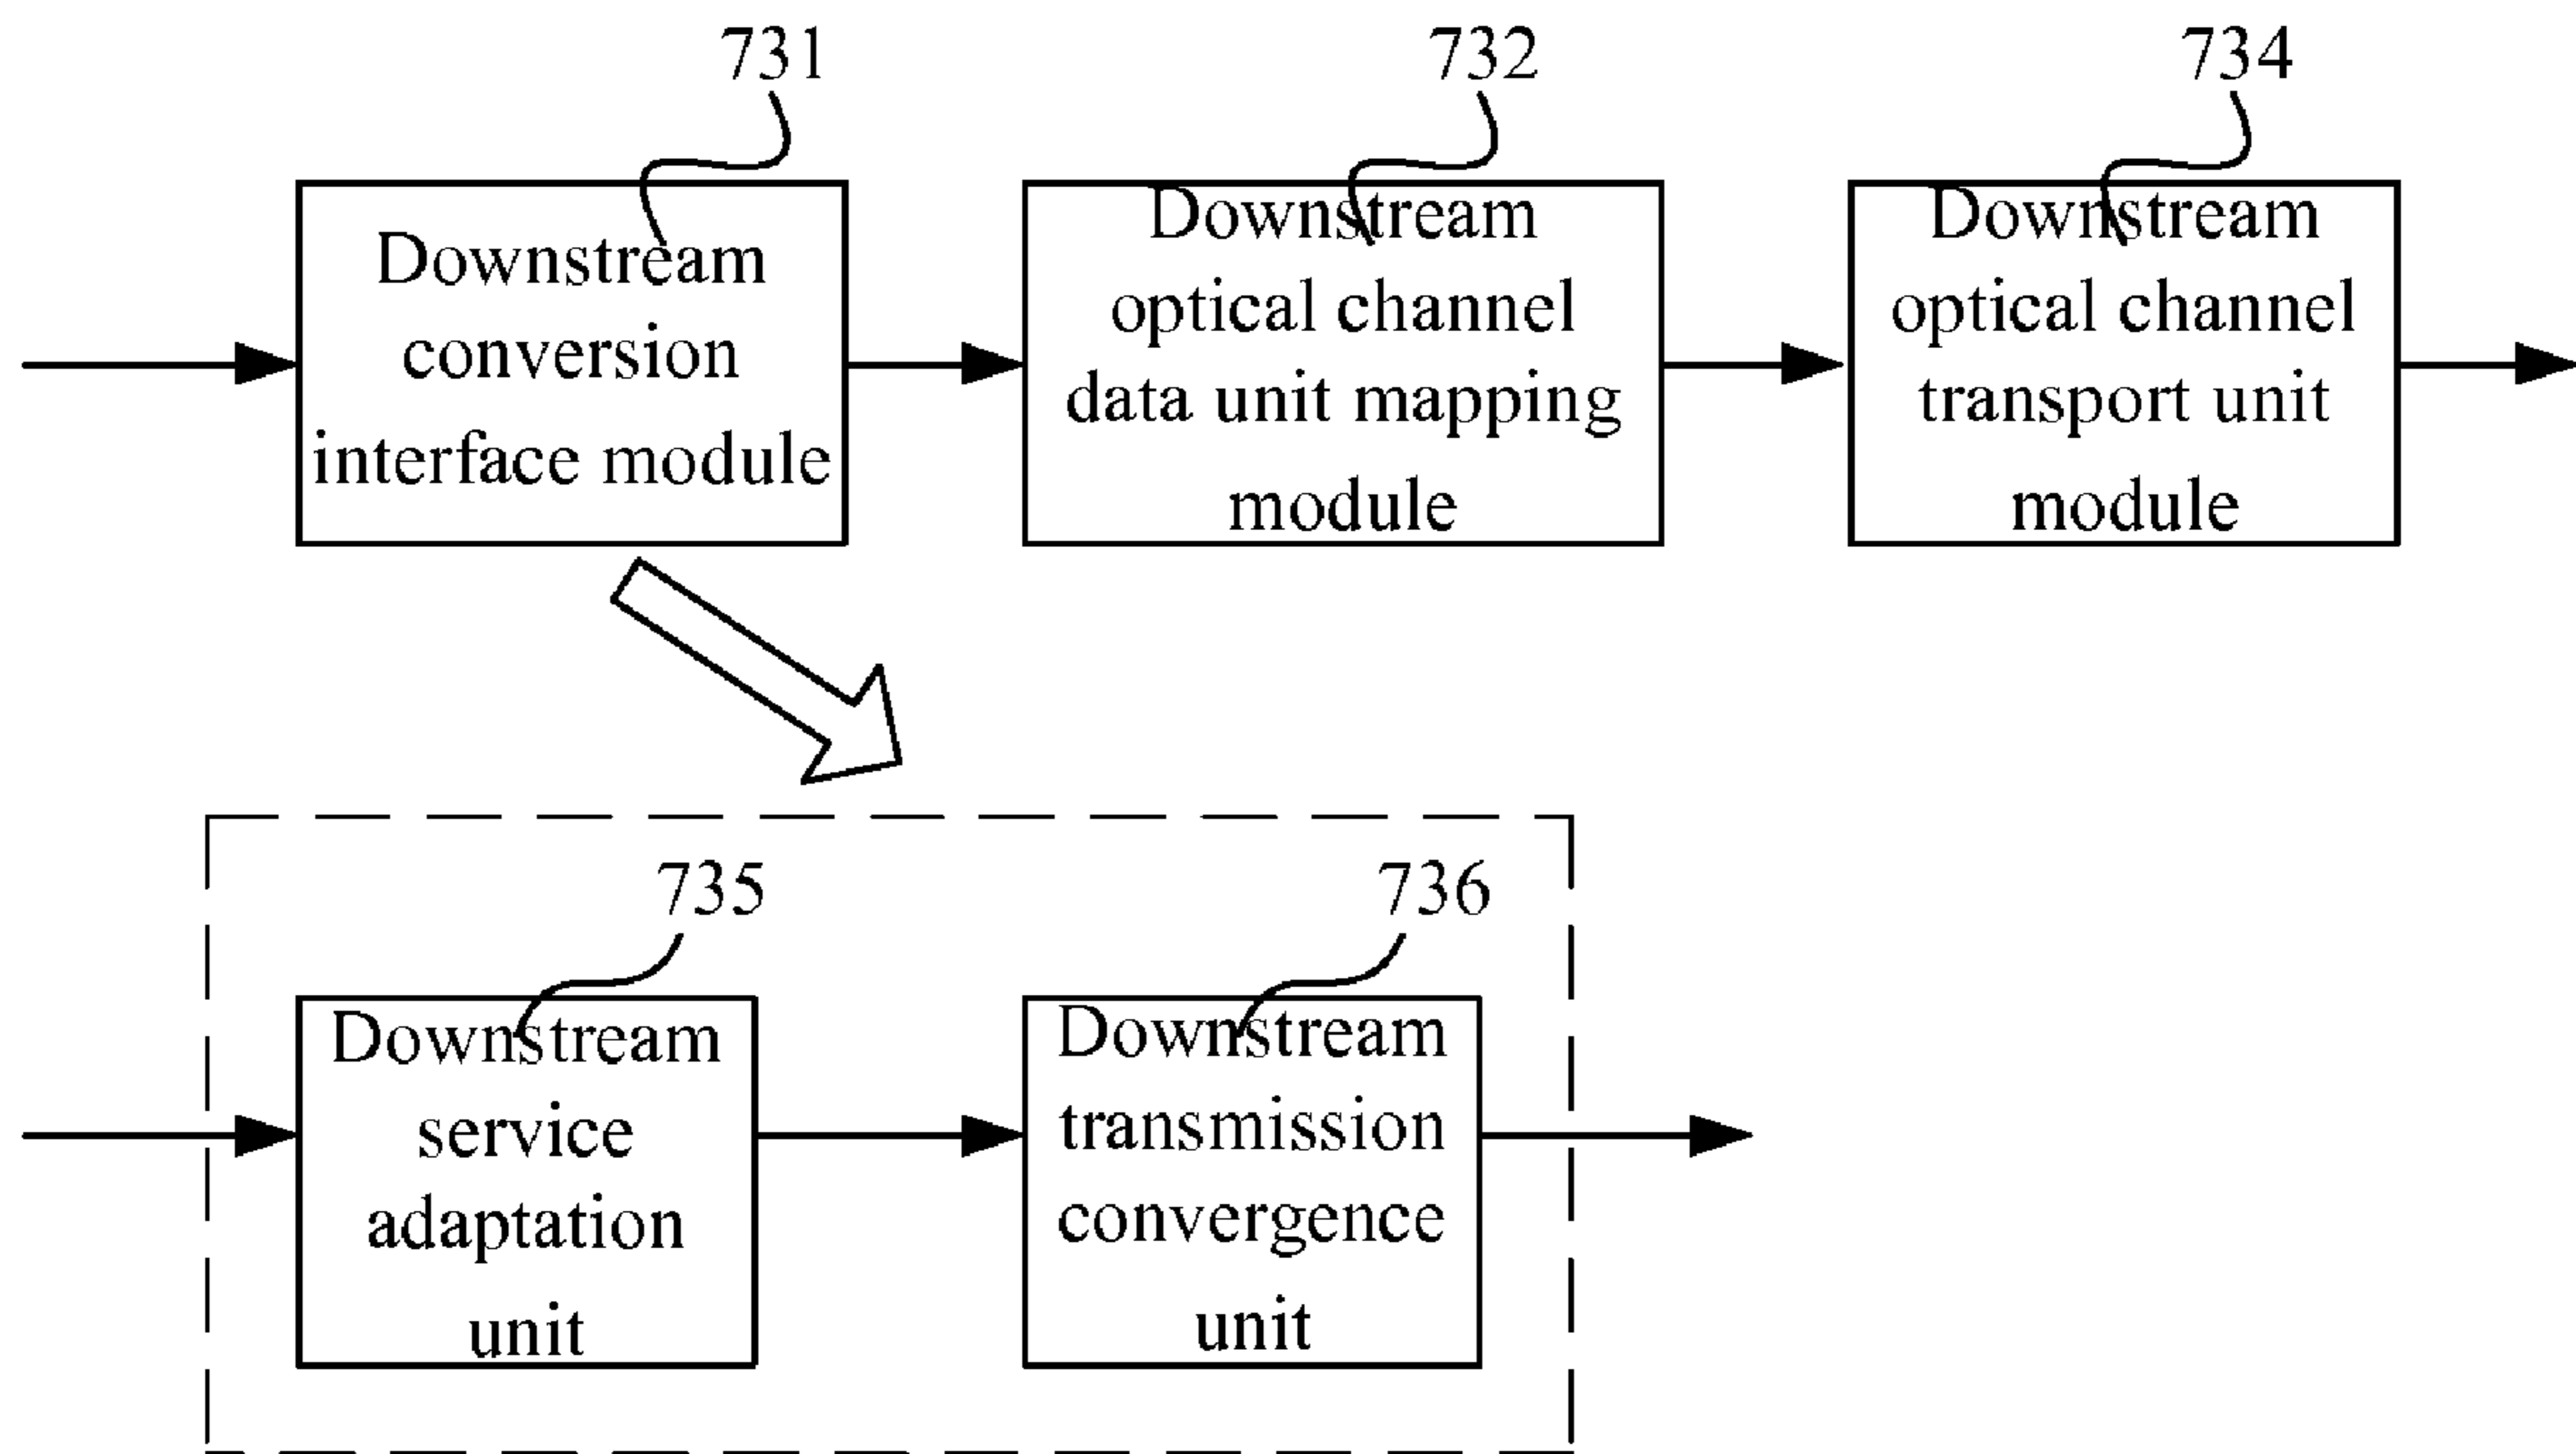 731
732
734
Downstream
conversion
interface module
Downstream
optical channel
data unit mapping
module
Downstream
optical channel
transport unit
module
735
736
Downstream
service
adaptation
unit
Downstream
transmission
convergence
unit